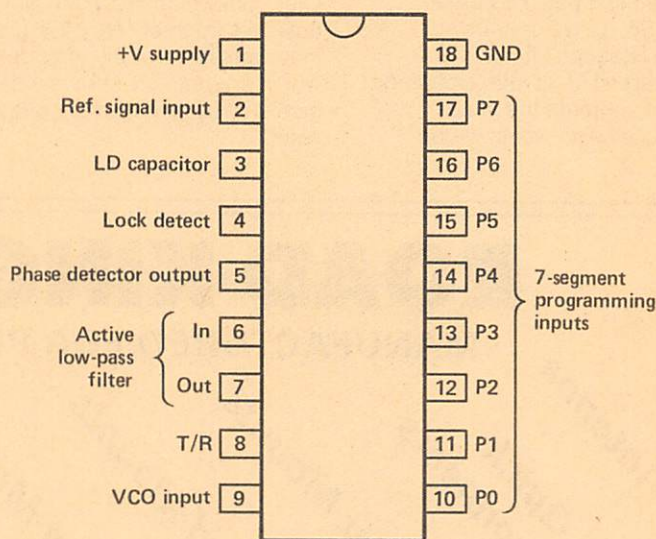 +V supply 1
18 GND
Ref. signal input 2
17 P7
LD capacitor 3
16 P6
Lock detect 4
15 P5
Phase detector output 5
14 P4
7-segment
programming
inputs
Active
low-pass
filter
In 6
13 P3
Out 7
12 P2
T/R 8
11 P1
VCO input 9
10 P0